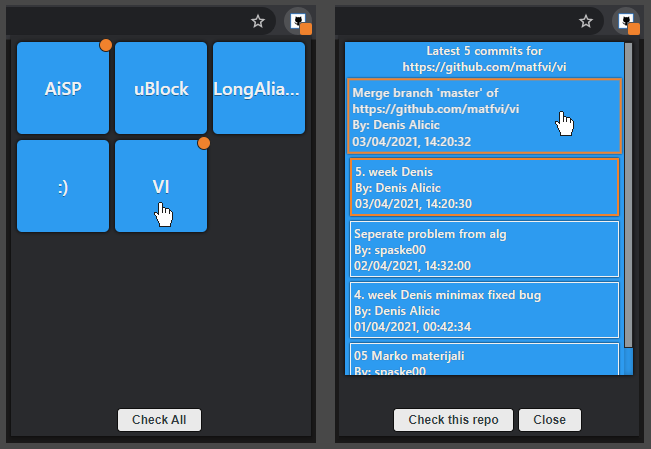 AiSP
uBlock
LongAlia...
:)
VI
Check All
Latest 5 commits for
https://github.com/matfvi/vi
Merge branch 'master' of
https://github.com/matfvi/vi
By: Denis Alicic
03/04/2021, 14:20:32
5. week Denis
By: Denis Alicic
03/04/2021, 14:20:30
Seperate problem from alg
By: spaske00
02/04/2021, 14:32:00
4. week Denis minimax fixed bug
By: Denis Alicic
01/04/2021, 00:42:34
05 Marko materijali
By: spaske00
Check this repo
Close